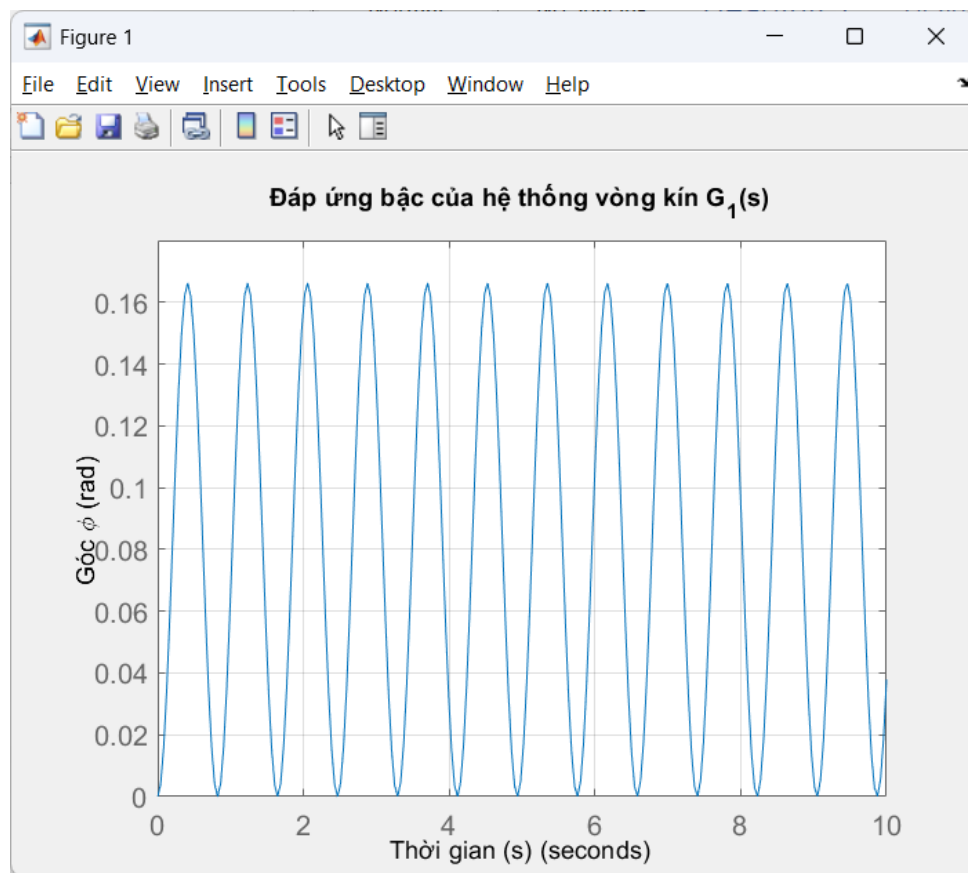 Figure 1
File Edit View Insert Tools Desktop Window Help
Đáp ứng bậc của hệ thống vòng kín G1(s)
0.16
0.14
0.12
0.1
0.08
0.06
0.04
0.02
0
Góc ϕ (rad)
0 2 4 6 8 10
Thời gian (s) (seconds)